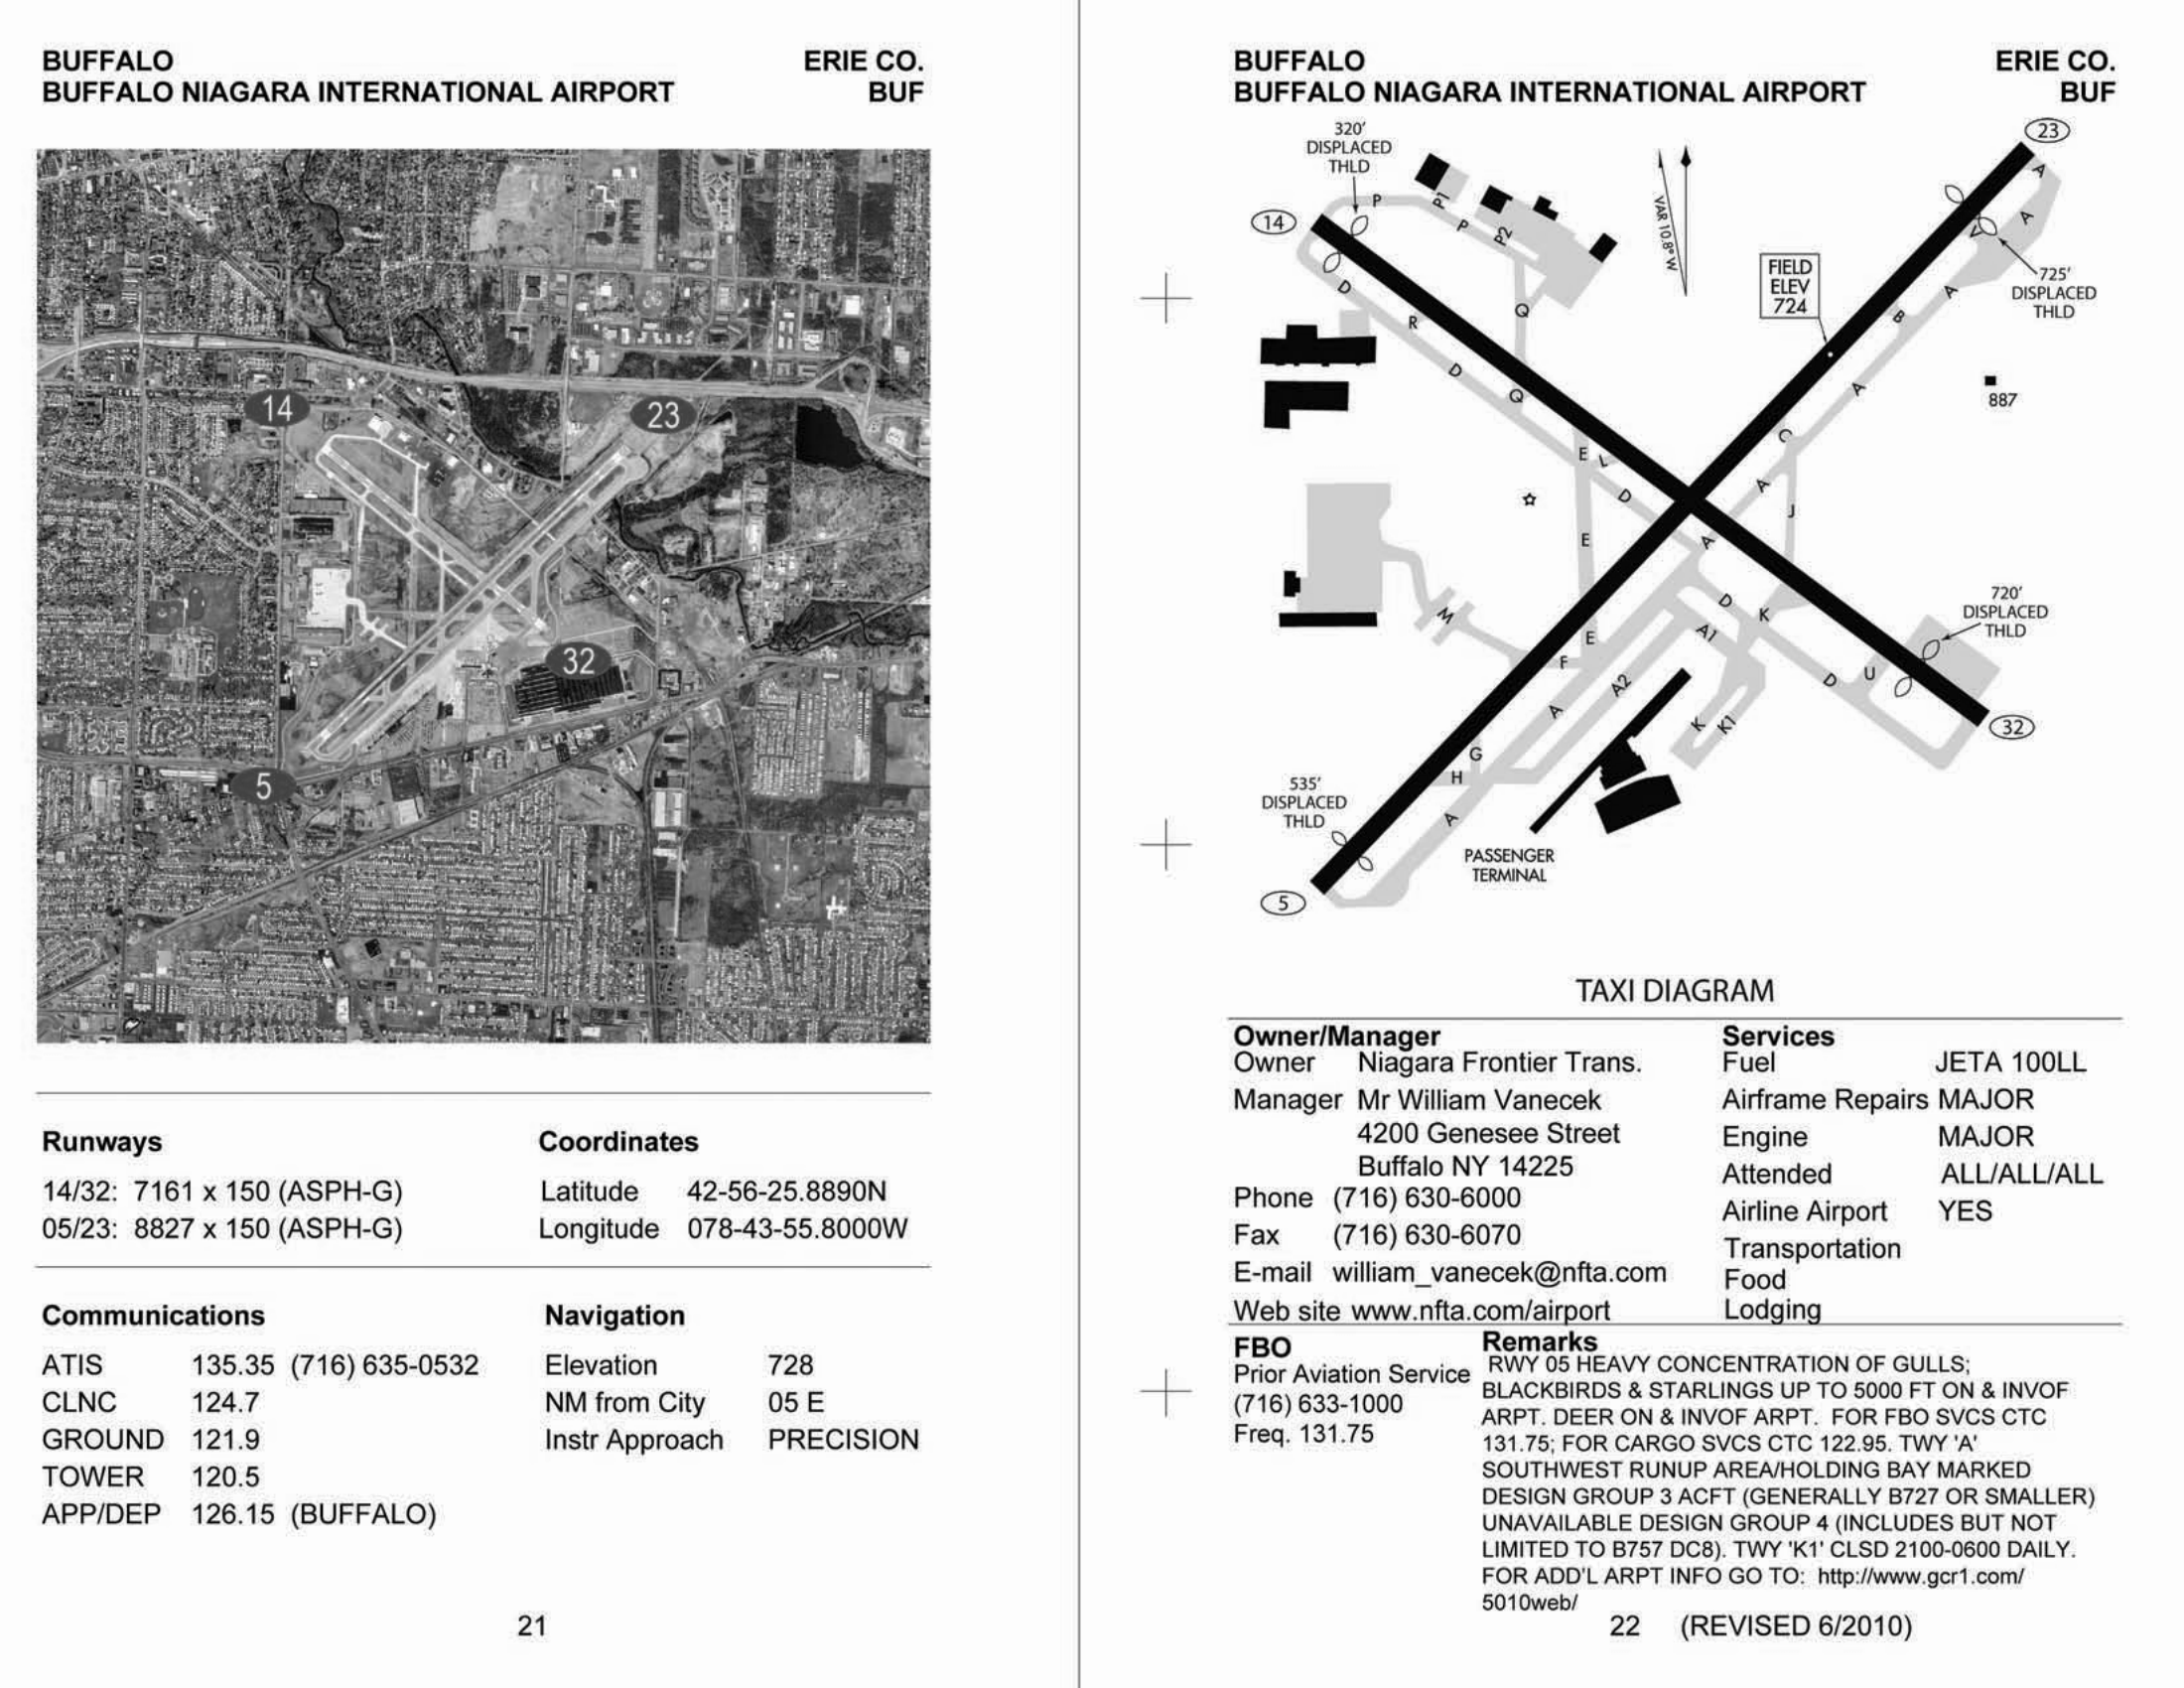 BUFFALO ERIE CO.
BUFFALO NIAGARA INTERNATIONAL AIRPORT BUF
14
23
32
5
Runways
14/32: 7161 x 150 (ASPH-G)
05/23: 8827 x 150 (ASPH-G)
Coordinates
Latitude 42-56-25.8890N
Longitude 078-43-55.8000W
Communications
ATIS 135.35 (716) 635-0532
CLNC 124.7
GROUND 121.9
TOWER 120.5
APP/DEP 126.15 (BUFFALO)
Navigation
Elevation 728
NM from City 05 E
Instr Approach PRECISION
21
BUFFALO ERIE CO.
BUFFALO NIAGARA INTERNATIONAL AIRPORT BUF
320'
DISPLACED
THLD
23
14
P
P1
P
P2
VAR 10.8° W
A
A
V
FIELD
ELEV
724
725'
DISPLACED
THLD
A
B
D
R
Q
D
Q
A
887
C
E
L
D
A
J
E
A
M
E
F
D
K
A1
720'
DISPLACED
THLD
A2
D
U
A
K
K1
32
G
H
535'
DISPLACED
THLD
A
PASSENGER
TERMINAL
5
TAXI DIAGRAM
Owner/Manager
Owner Niagara Frontier Trans.
Manager Mr William Vanecek
4200 Genesee Street
Buffalo NY 14225
Phone (716) 630-6000
Fax (716) 630-6070
E-mail william_vanecek@nfta.com
Web site www.nfta.com/airport
Services
Fuel JETA 100LL
Airframe Repairs MAJOR
Engine MAJOR
Attended ALL/ALL/ALL
Airline Airport YES
Transportation
Food
Lodging
FBO
Prior Aviation Service
(716) 633-1000
Freq. 131.75
Remarks
RWY 05 HEAVY CONCENTRATION OF GULLS;
BLACKBIRDS & STARLINGS UP TO 5000 FT ON & INVOF
ARPT. DEER ON & INVOF ARPT. FOR FBO SVCS CTC
131.75; FOR CARGO SVCS CTC 122.95. TWY 'A'
SOUTHWEST RUNUP AREA/HOLDING BAY MARKED
DESIGN GROUP 3 ACFT (GENERALLY B727 OR SMALLER)
UNAVAILABLE DESIGN GROUP 4 (INCLUDES BUT NOT
LIMITED TO B757 DC8). TWY 'K1' CLSD 2100-0600 DAILY.
FOR ADD'L ARPT INFO GO TO: http://www.gcr1.com/
5010web/
22 (REVISED 6/2010)